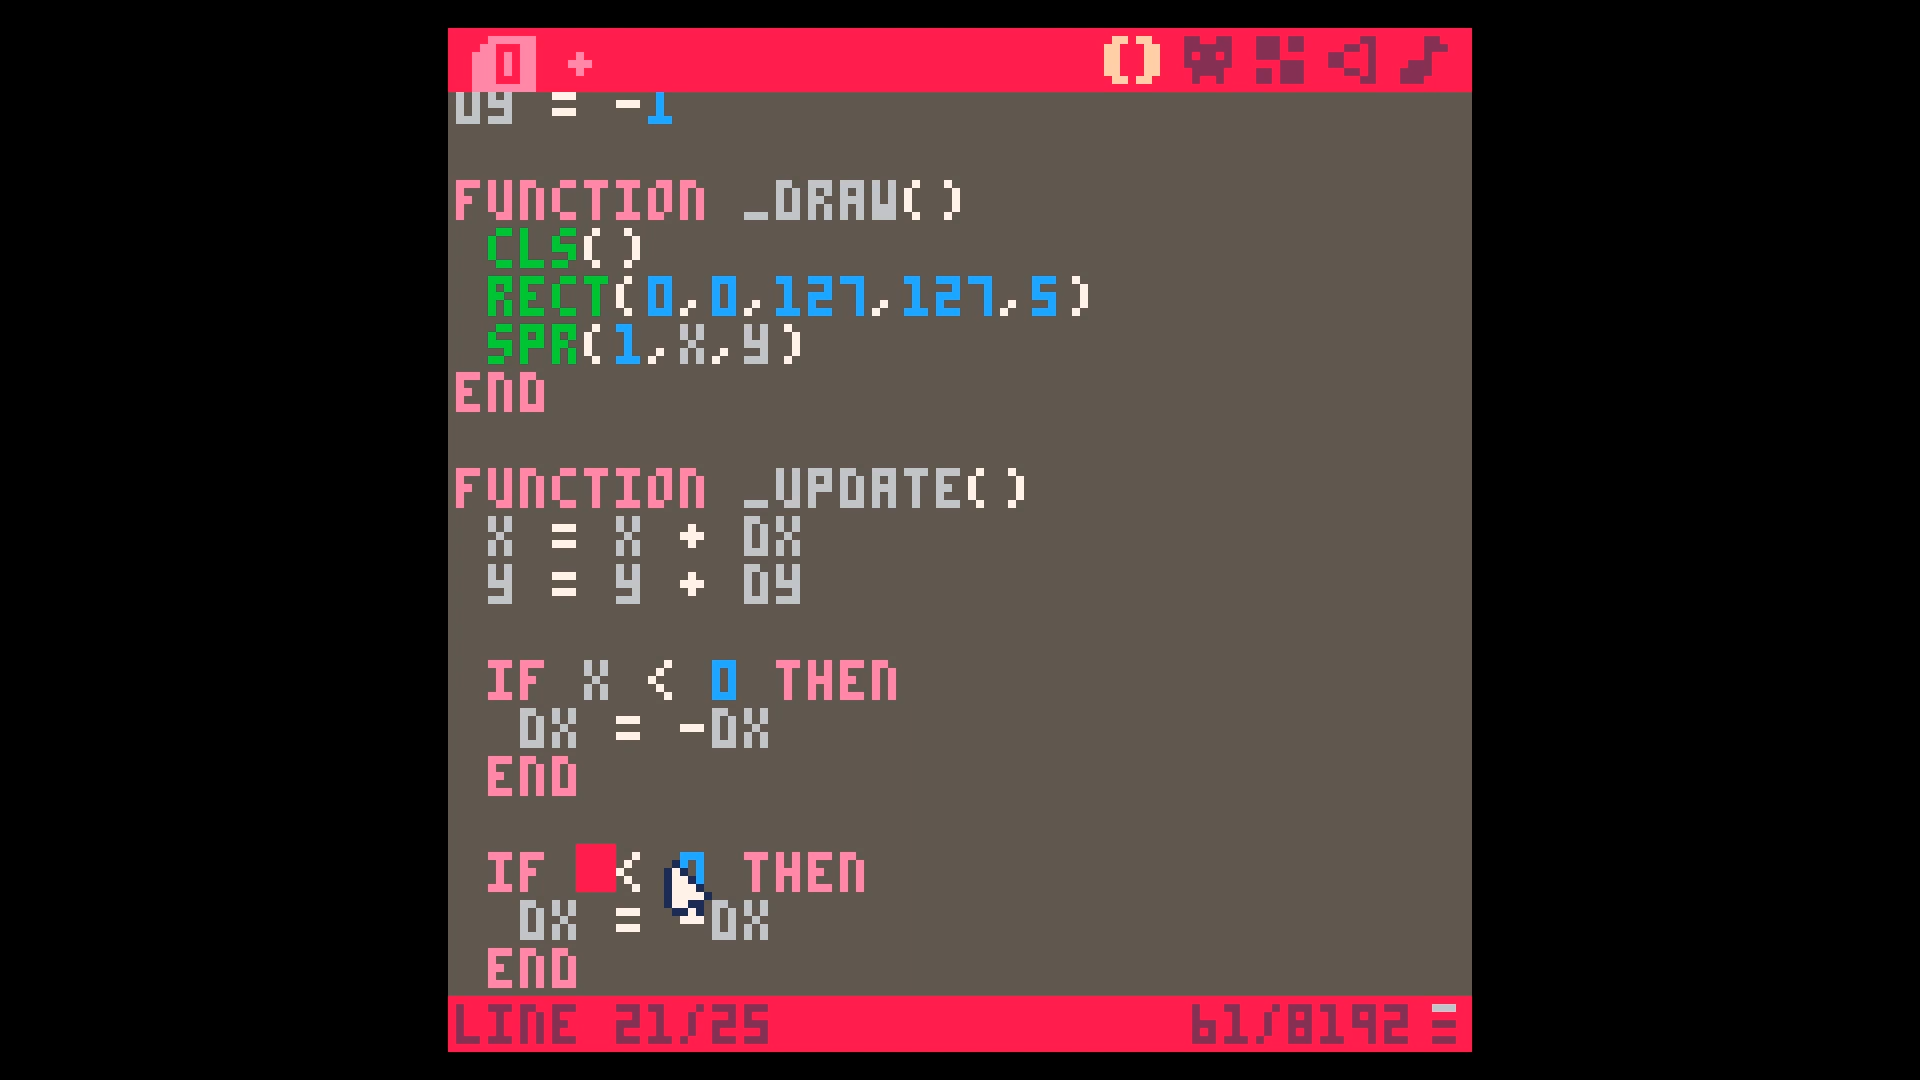 0 +
DY = -1
FUNCTION _DRAW()
CLS()
RECT(0,0,127,127,5)
SPR(1,X,Y)
END
FUNCTION _UPDATE()
X = X + DX
Y = Y + DY
IF X < 0 THEN
DX = -DX
END
IF < 0 THEN
DX = -DX
END
LINE 21/25
61/8192